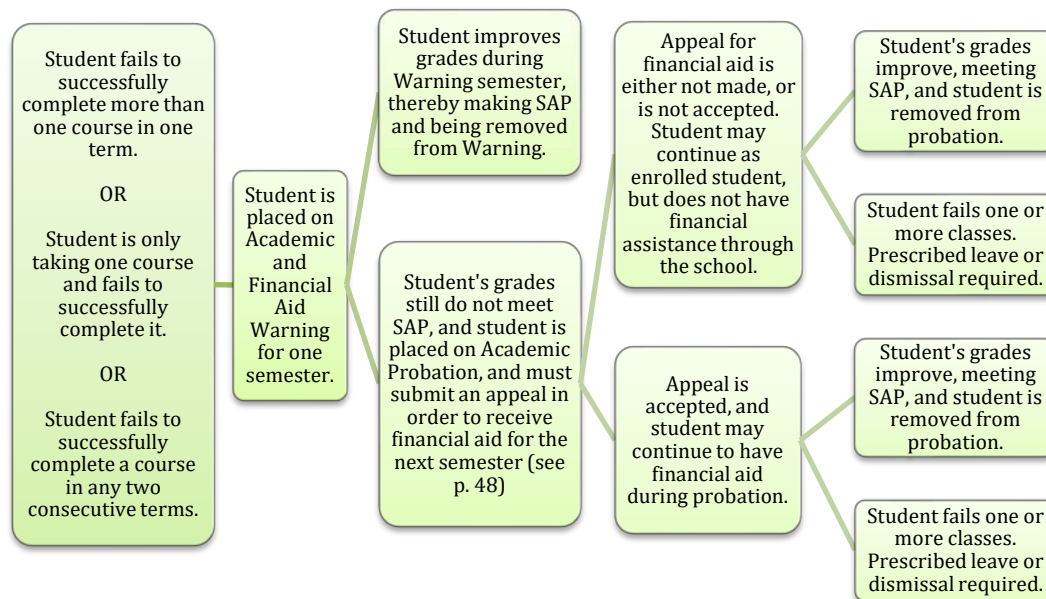 Student fails to
successfully
complete more than
one course in one
term.
OR
Student is only
taking one course
and fails to
successfully
complete it.
OR
Student fails to
successfully
complete a course
in any two
consecutive terms.
Student is
placed on
Academic
and
Financial
Aid
Warning
for one
semester.
Student improves
grades during
Warning semester,
thereby making SAP
and being removed
from Warning.
Student's grades
still do not meet
SAP, and student is
placed on Academic
Probation, and must
submit an appeal in
order to receive
financial aid for the
next semester (see
p. 48)
Appeal for
financial aid is
either not made, or
is not accepted.
Student may
continue as
enrolled student,
but does not have
financial
assistance through
the school.
Appeal is
accepted, and
student may
continue to have
financial aid
during probation.
Student's grades
improve, meeting
SAP, and student is
removed from
probation.
Student fails one or
more classes.
Prescribed leave or
dismissal required.
Student's grades
improve, meeting
SAP, and student is
removed from
probation.
Student fails one or
more classes.
Prescribed leave or
dismissal required.